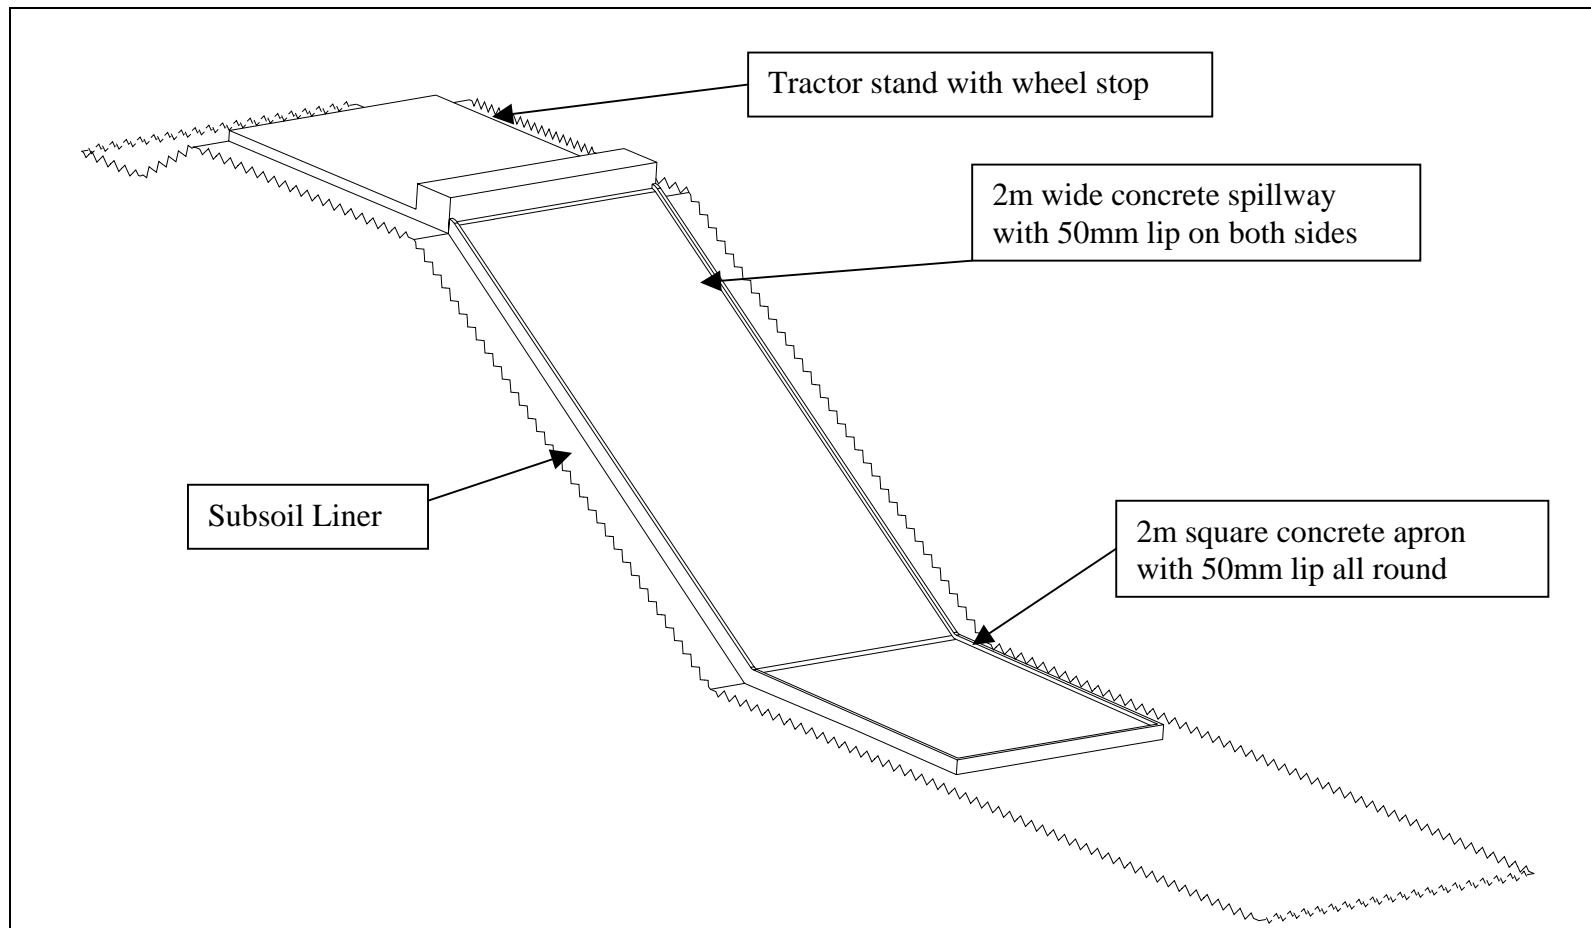 Tractor stand with wheel stop
2m wide concrete spillway
with 50mm lip on both sides
Subsoil Liner
2m square concrete apron
with 50mm lip all round